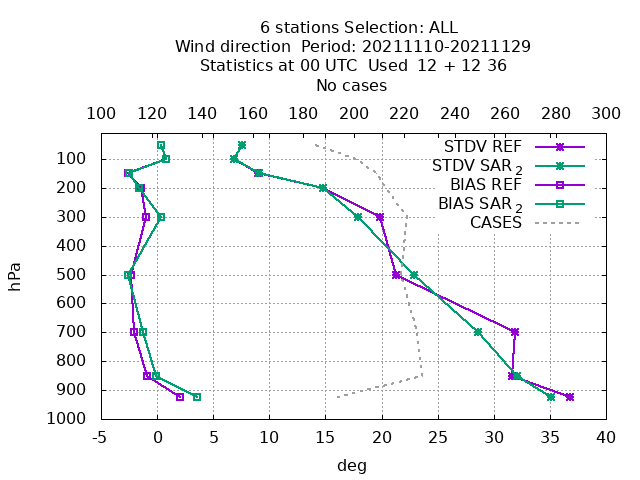 6 stations Selection: ALL
Wind direction  Period: 20211110-20211129
Statistics at 00 UTC  Used  12 + 12 36
No cases
100 120 140 160 180 200 220 240 260 280 300
STDV REF
STDV SAR 2
BIAS REF
BIAS SAR 2
CASES
100
200
300
400
500
600
700
800
900
1000
hPa
-5 0 5 10 15 20 25 30 35 40
deg